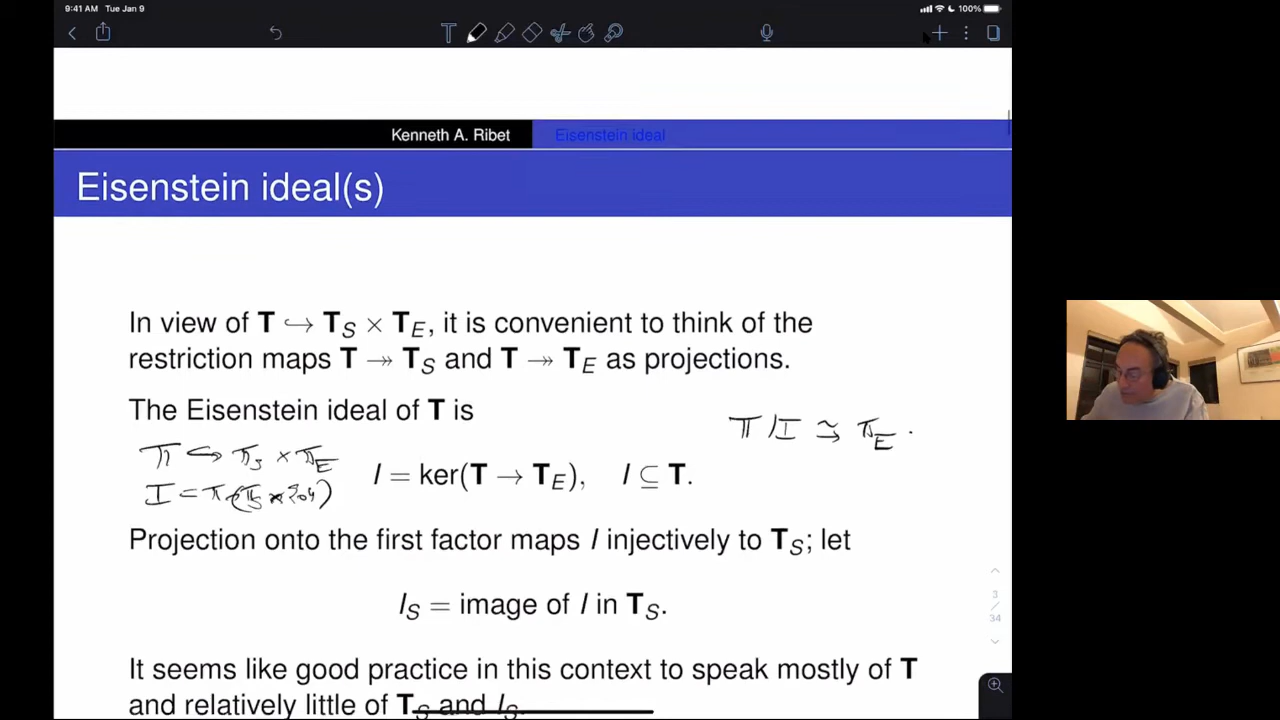 9:41 AM Tue Jan 9
100%
Kenneth A. Ribet Eisenstein ideal
Eisenstein ideal(s)
In view of T ↪ T_S × T_E, it is convenient to think of the
restriction maps T ↠ T_S and T ↠ T_E as projections.
The Eisenstein ideal of T is
T/I ≅ T_E.
T ↪ T_S × T_E
I = ker(T → T_E), I ⊆ T.
I = T ∩ (T_S × {0})
Projection onto the first factor maps I injectively to T_S; let
I_S = image of I in T_S.
3
/
34
It seems like good practice in this context to speak mostly of T
and relatively little of T_S and I_S.